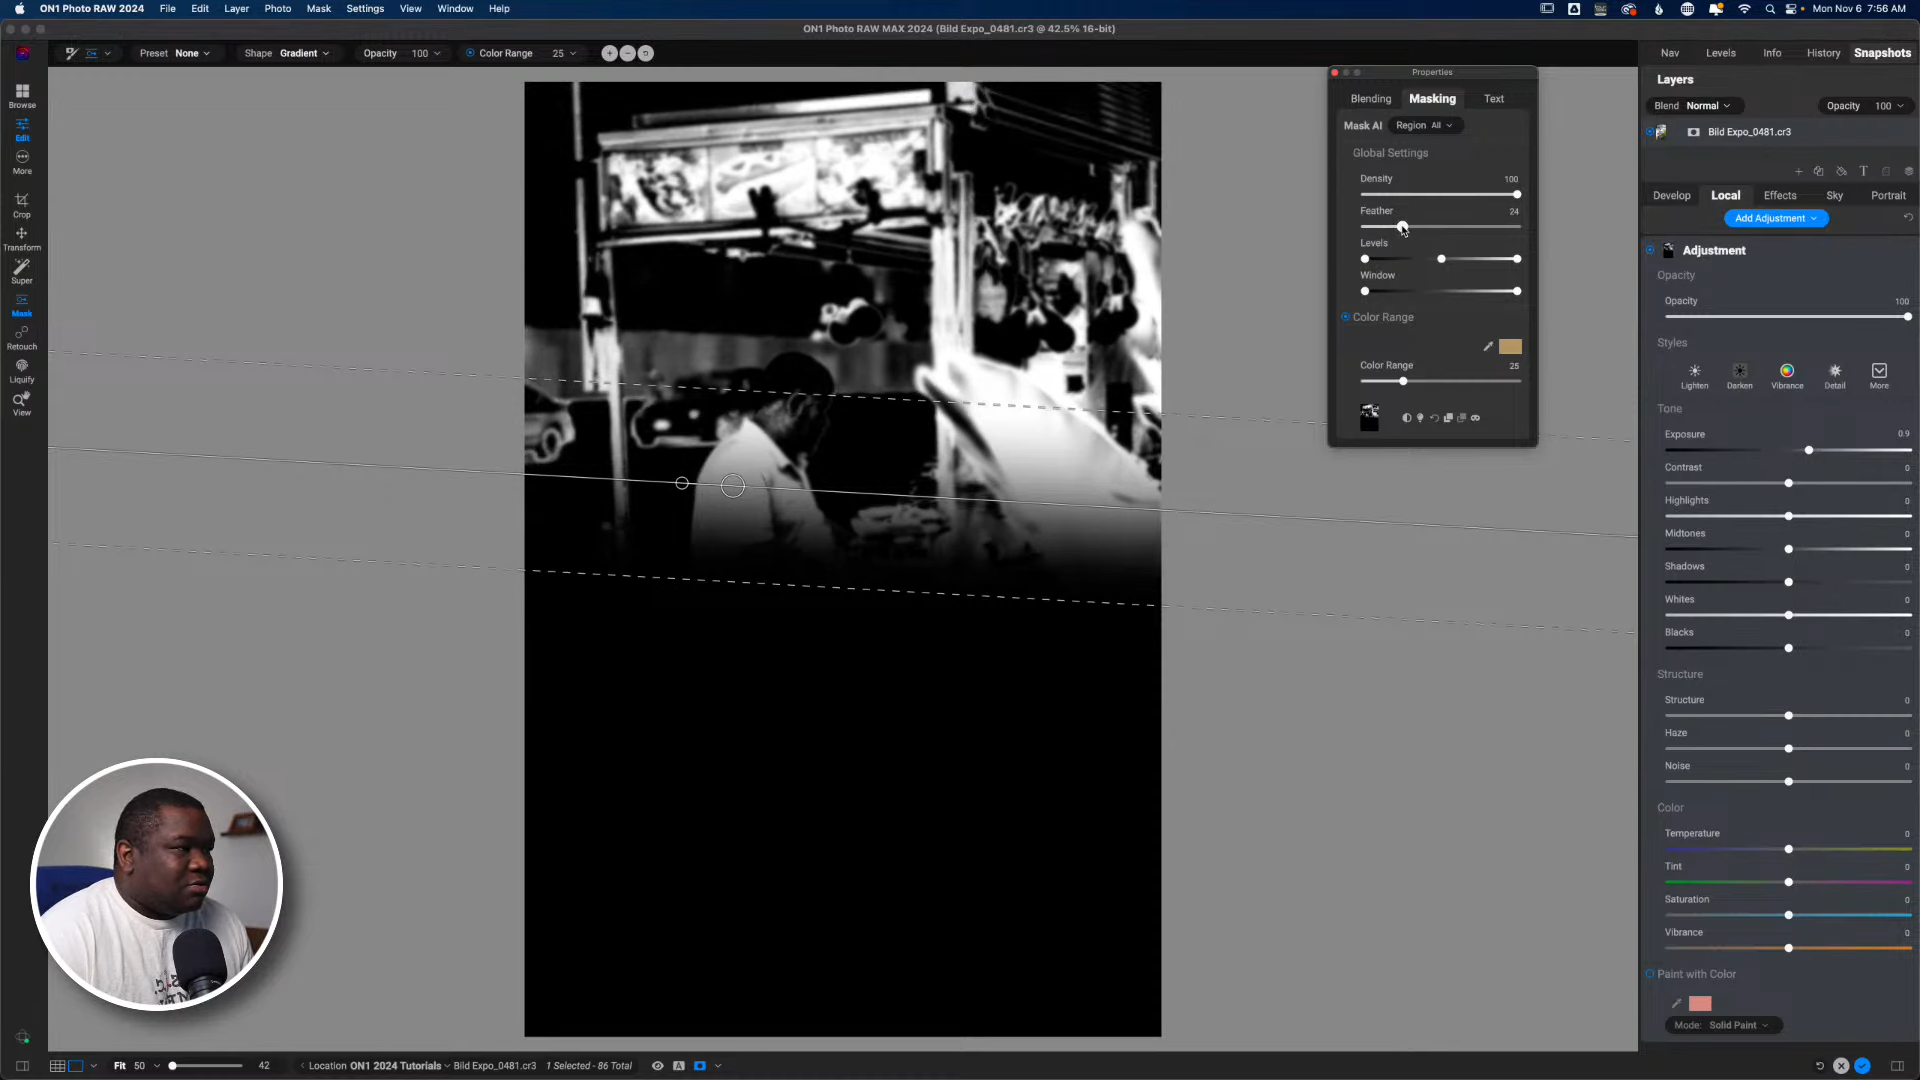 ON1 Photo RAW 2024 File Edit Layer Photo Mask Settings View Window Help Mon Nov 6 7:56 AM
ON1 Photo RAW MAX 2024 (Bild Expo_0481.cr3 @ 42.5% 16-bit)
Preset None Shape Gradient Opacity 100 Color Range 25
Nav Levels Info History Snapshots
Properties
Layers
Browse
Blending Masking Text
Blend Normal Opacity 100
Edit
Mask AI Region All
Bild Expo_0481.cr3
More
Global Settings
Density 100
Develop Local Effects Sky Portrait
Crop
Feather 24
Add Adjustment
Transform
Levels
Adjustment
Super
Window
Opacity
Opacity 100
Mask
Color Range
Retouch
Styles
Color Range 25
Liquify
Lighten Darken Vibrance Detail More
View
Tone
Exposure 0.9
Contrast 0
Highlights 0
Midtones 0
Shadows 0
Whites 0
Blacks 0
Structure
Structure 0
Haze 0
Noise 0
Color
Temperature 0
Tint 0
Saturation 0
Vibrance 0
Paint with Color
Mode: Solid Paint
Fit 50 42 Location ON1 2024 Tutorials Bild Expo_0481.cr3 1 Selected - 86 Total